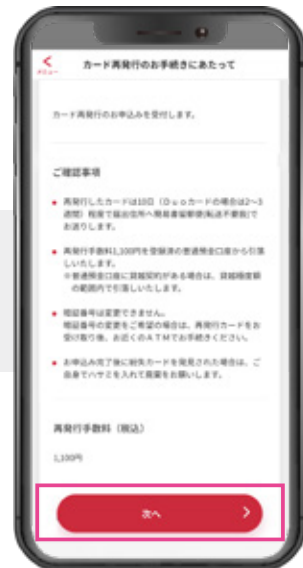 メニュー
カード再発行のお手続きにあたって
カード再発行のお申込みを受付します。
ご確認事項
● 再発行したカードは10日（Ｄｕｏカードの場合は2〜3
週間）程度で届出住所へ簡易書留郵便(転送不要扱)で
お送りします。
● 再発行手数料1,100円を登録済の普通預金口座から引落
しいたします。
※普通預金口座に貸越契約がある場合は、貸越極度額
の範囲内で引落しいたします。
● 暗証番号は変更できません。
暗証番号の変更をご希望の場合は、再発行カードをお
受け取り後、お近くのＡＴＭでお手続きください。
● お申込み完了後に紛失カードを発見された場合は、ご
自身でハサミを入れて廃棄をお願いします。
再発行手数料（税込）
1,100円
次へ